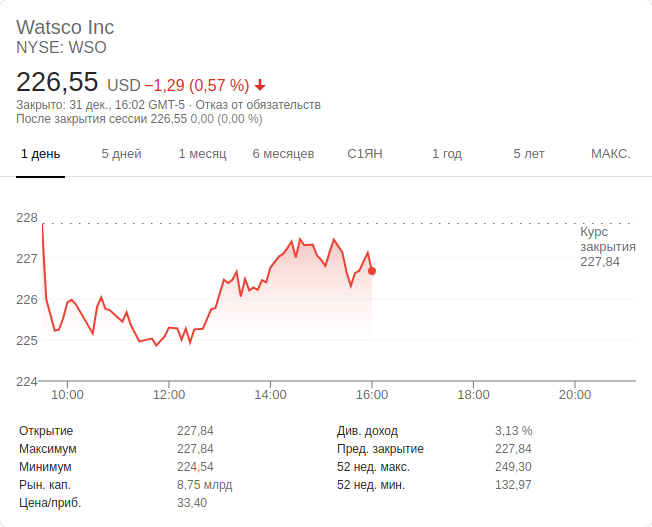 Watsco Inc
NYSE: WSO
226,55 USD −1,29 (0,57 %)
Закрыто: 31 дек., 16:02 GMT-5 · Отказ от обязательств
После закрытия сессии 226,55 0,00 (0,00 %)
1 день 5 дней 1 месяц 6 месяцев С1ЯН 1 год 5 лет МАКС.
228
Курс
закрытия
227,84
227
226
225
224
10:00 12:00 14:00 16:00 18:00 20:00
Открытие 227,84 Див. доход 3,13 %
Максимум 227,84 Пред. закрытие 227,84
Минимум 224,54 52 нед. макс. 249,30
Рын. кап. 8,75 млрд 52 нед. мин. 132,97
Цена/приб. 33,40